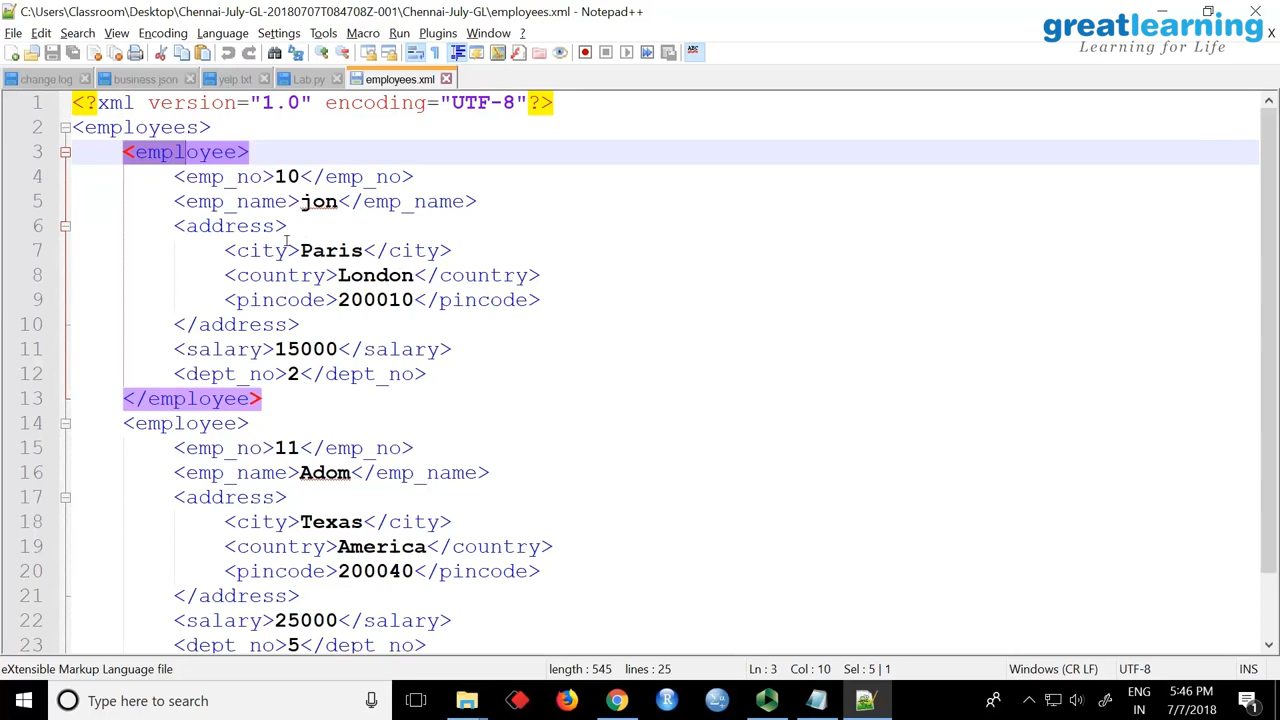 C:\Users\Classroom\Desktop\Chennai-July-GL-20180707T084708Z-001\Chennai-July-GL\employees.xml - Notepad++
greatlearning
Learning for Life
File Edit Search View Encoding Language Settings Tools Macro Run Plugins Window ? X
ABC
change log business.json yelp.txt Lab.py employees.xml
1 <?xml version="1.0" encoding="UTF-8"?>
2 <employees>
3 <employee>
4 <emp_no>10</emp_no>
5 <emp_name>jon</emp_name>
6 <address>
7 <city>Paris</city>
8 <country>London</country>
9 <pincode>200010</pincode>
10 </address>
11 <salary>15000</salary>
12 <dept_no>2</dept_no>
13 </employee>
14 <employee>
15 <emp_no>11</emp_no>
16 <emp_name>Adom</emp_name>
17 <address>
18 <city>Texas</city>
19 <country>America</country>
20 <pincode>200040</pincode>
21 </address>
22 <salary>25000</salary>
23 <dept_no>5</dept_no>
eXtensible Markup Language file length : 545 lines : 25 Ln : 3 Col : 10 Sel : 5 | 1 Windows (CR LF) UTF-8 INS
Type here to search
R
ENG
IN
5:46 PM
7/7/2018
1